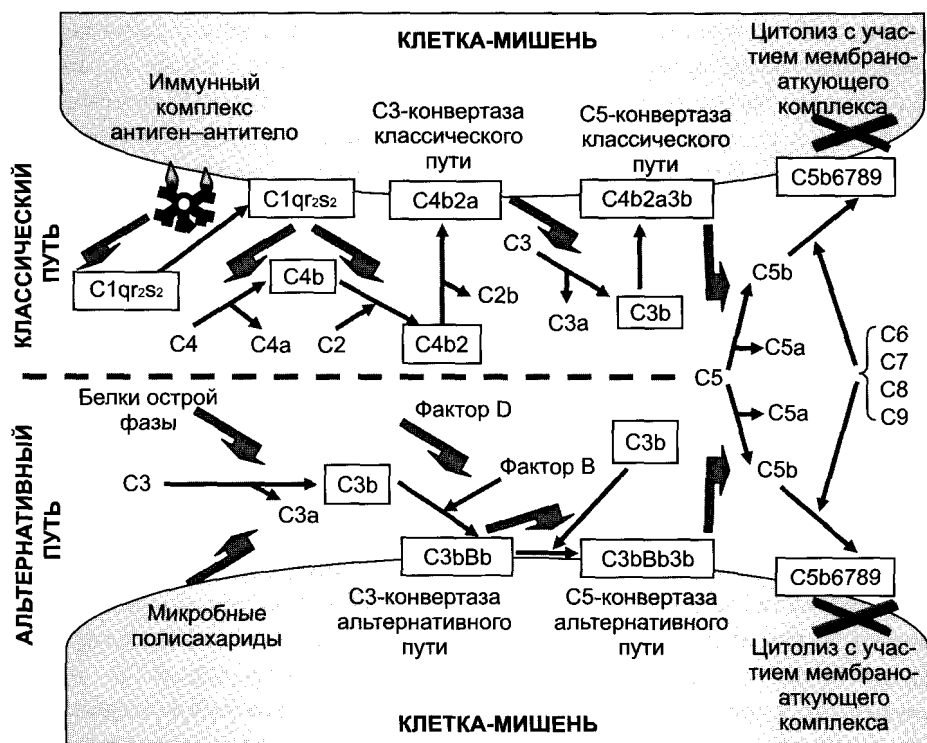 КЛЕТКА-МИШЕНЬ
Цитолиз с учас-
тием мембрано-
аткующего
комплекса
Иммунный
комплекс
антиген–антитело
С3-конвертаза
классического
пути
С5-конвертаза
классического
пути
C5b6789
КЛАССИЧЕСКИЙ
ПУТЬ
C1qr2s2
C4b2a
C4b2a3b
C1qr2s2
C4b
C3
C5b
C2b
C3a
C3b
C4
C4a
C2
C4b2
C5a
C6
C7
C8
C9
C5
C5a
C5b
АЛЬТЕРНАТИВНЫЙ
ПУТЬ
Белки острой
фазы
Фактор D
C3b
Фактор В
C3
C3b
C3a
C3bBb
C3bBb3b
C5b6789
Микробные
полисахариды
С3-конвертаза
альтернативного
пути
С5-конвертаза
альтернативного
пути
Цитолиз с учас-
тием мембрано-
аткующего
комплекса
КЛЕТКА-МИШЕНЬ